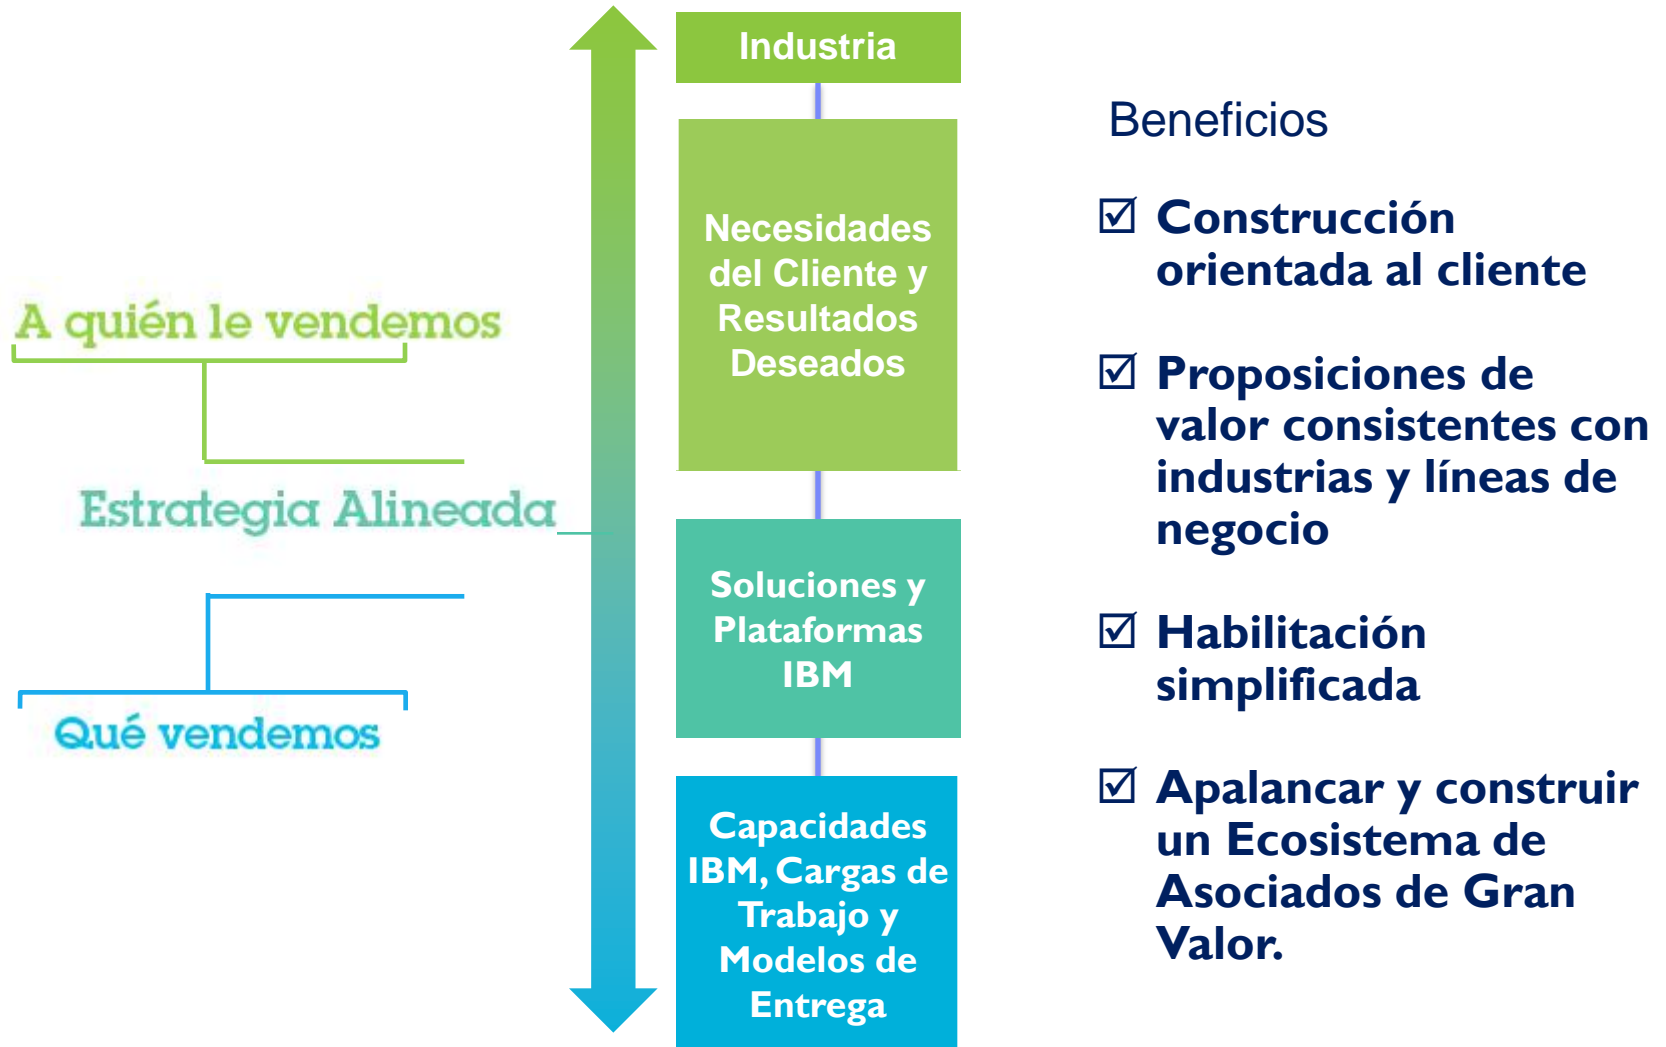 A quién le vendemos
Estrategia Alineada
Qué vendemos
Industria
Necesidades
del Cliente y
Resultados
Deseados
Soluciones y
Plataformas
IBM
Capacidades
IBM, Cargas de
Trabajo y
Modelos de
Entrega
Beneficios
Construcción
orientada al cliente
Proposiciones de
valor consistentes con
industrias y líneas de
negocio
Habilitación
simplificada
Apalancar y construir
un Ecosistema de
Asociados de Gran
Valor.